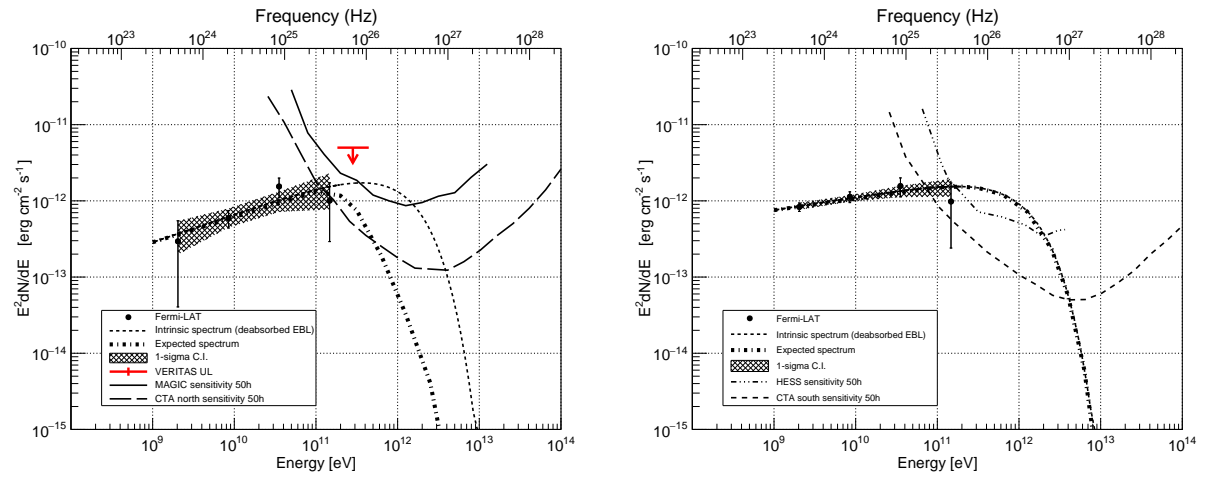 Frequency (Hz)
10^23 10^24 10^25 10^26 10^27 10^28
10^-10
10^-11
10^-12
10^-13
10^-14
10^-15
E^2dN/dE [erg cm^-2 s^-1]
Fermi-LAT
Intrinsic spectrum (deabsorbed EBL)
Expected spectrum
1-sigma C.I.
VERITAS UL
MAGIC sensitivity 50h
CTA north sensitivity 50h
10^9 10^10 10^11 10^12 10^13 10^14
Energy [eV]
Frequency (Hz)
10^23 10^24 10^25 10^26 10^27 10^28
10^-10
10^-11
10^-12
10^-13
10^-14
10^-15
E^2dN/dE [erg cm^-2 s^-1]
Fermi-LAT
Intrinsic spectrum (deabsorbed EBL)
Expected spectrum
1-sigma C.I.
HESS sensitivity 50h
CTA south sensitivity 50h
10^9 10^10 10^11 10^12 10^13 10^14
Energy [eV]